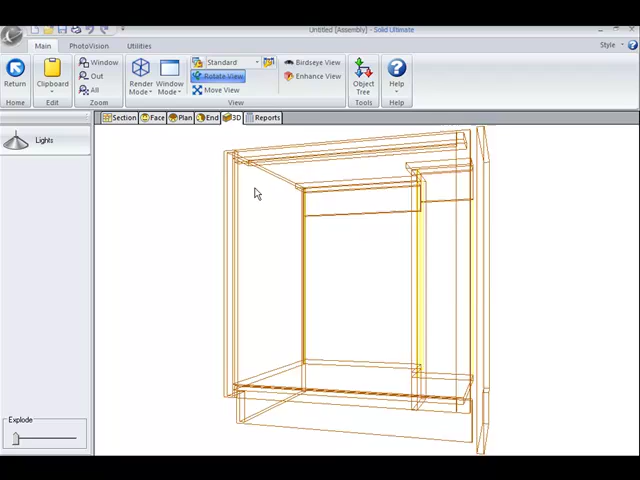 Untitled [Assembly] - Solid Ultimate
Main PhotoVision Utilities Style
Return Clipboard Window Out All Render Mode Window Mode Standard Rotate View Move View Birdseye View Enhance View Object Tree Help
Home Edit Zoom View Tools Help
Section Face Plan End 3D Reports
Lights
Explode